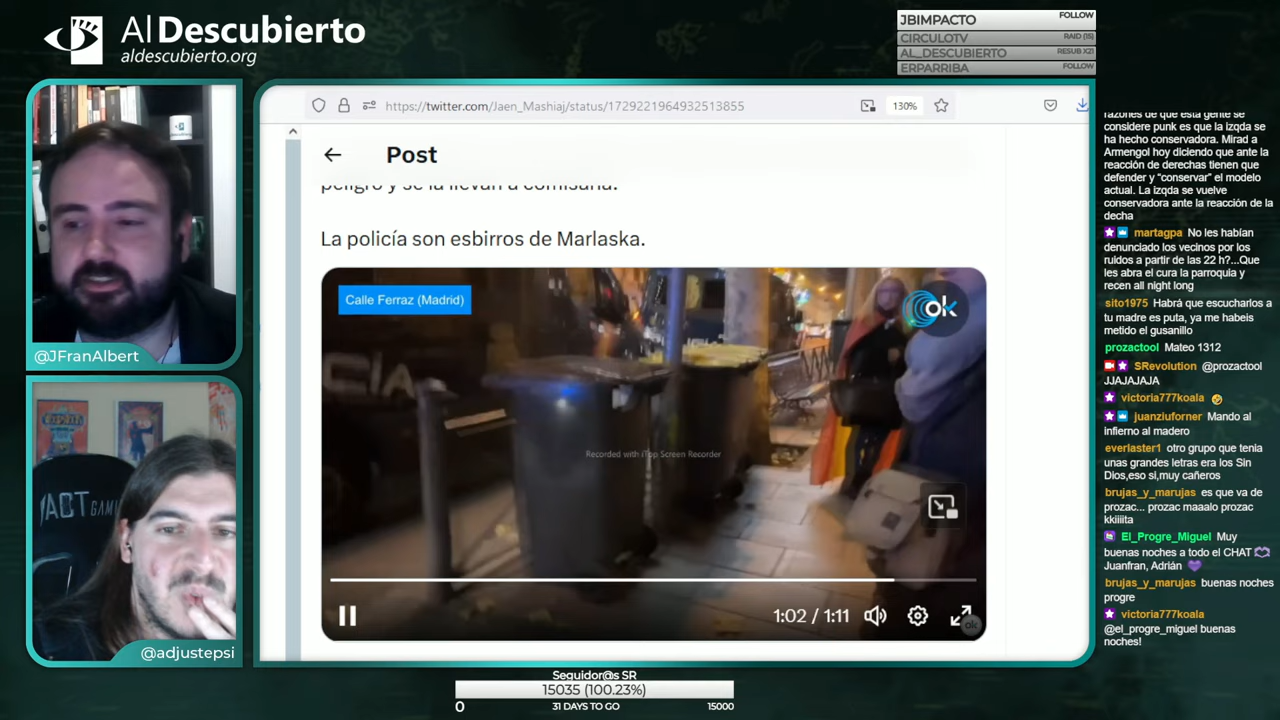 Al Descubierto
aldescubierto.org
JBIMPACTO FOLLOW
CIRCULOTV RAID (15)
AL_DESCUBIERTO RESUB X21
ERPARRIBA FOLLOW
@JFranAlbert
ACT GAMI
@adjustepsi
https://twitter.com/Jaen_Mashiaj/status/1729221964932513855
130%
Post
peligro y se la llevan a comisaría.
La policía son esbirros de Marlaska.
Calle Ferraz (Madrid)
ok
CIA
Recorded with iTop Screen Recorder
1:02 / 1:11
ok
razones de que esta gente se
considere punk es que la izqda se
ha hecho conservadora. Mirad a
Armengol hoy diciendo que ante la
reacción de derechas tienen que
defender y "conservar" el modelo
actual. La izqda se vuelve
conservadora ante la reacción de la
decha
martagpa No les habían
denunciado los vecinos por los
ruidos a partir de las 22 h?...Que
les abra el cura la parroquia y
recen all night long
sito1975 Habrá que escucharlos a
tu madre es puta, ya me habeis
metido el gusanillo
prozactool Mateo 1312
SRevolution @prozactool
JJAJAJAJA
victoria777koala
juanziuforner Mando al
infierno al madero
everlaster1 otro grupo que tenia
unas grandes letras era los Sin
Dios,eso si,muy cañeros
brujas_y_marujas es que va de
prozac... prozac maaalo prozac
kkiiiita
El_Progre_Miguel Muy
buenas noches a todo el CHAT
Juanfran, Adrián
brujas_y_marujas buenas noches
progre
victoria777koala
@el_progre_miguel buenas
noches!
Seguidor@s SR
15035 (100.23%)
0 31 DAYS TO GO 15000